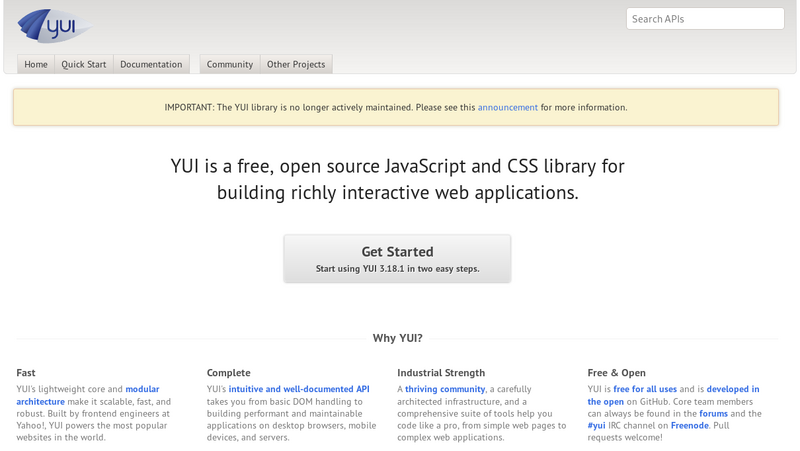 YUI
Search APIs
Home Quick Start Documentation Community Other Projects
IMPORTANT: The YUI library is no longer actively maintained. Please see this announcement for more information.
YUI is a free, open source JavaScript and CSS library for
building richly interactive web applications.
Get Started
Start using YUI 3.18.1 in two easy steps.
Why YUI?
Fast
YUI's lightweight core and modular
architecture make it scalable, fast, and
robust. Built by frontend engineers at
Yahoo!, YUI powers the most popular
websites in the world.
Complete
YUI's intuitive and well-documented API
takes you from basic DOM handling to
building performant and maintainable
applications on desktop browsers, mobile
devices, and servers.
Industrial Strength
A thriving community, a carefully
architected infrastructure, and a
comprehensive suite of tools help you
code like a pro, from simple web pages to
complex web applications.
Free & Open
YUI is free for all uses and is developed in
the open on GitHub. Core team members
can always be found in the forums and the
#yui IRC channel on Freenode. Pull
requests welcome!